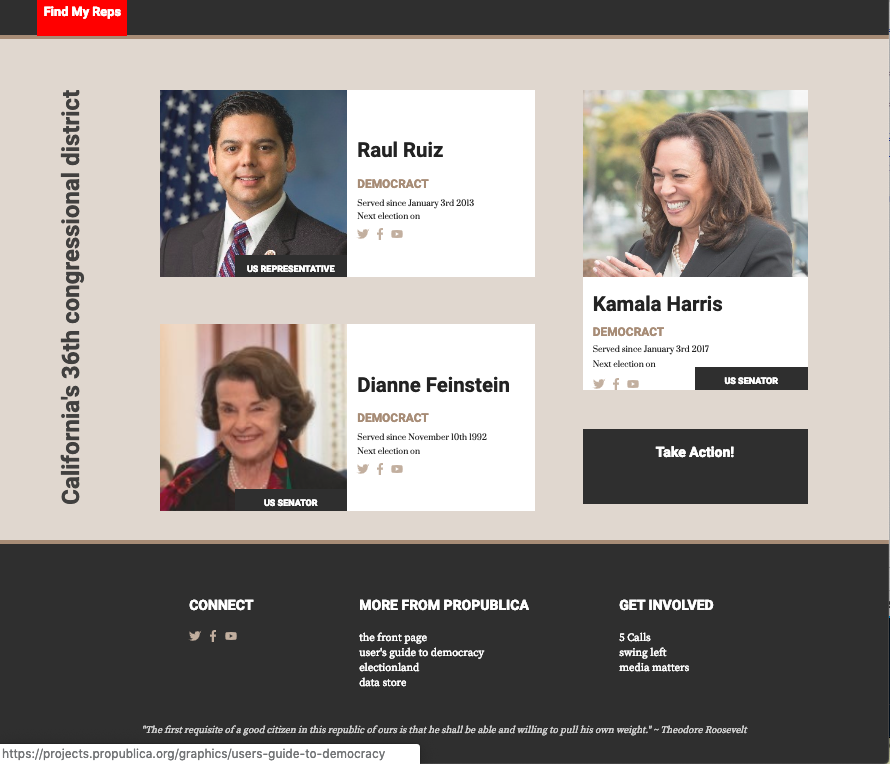 Find My Reps
California's 36th congressional district
Raul Ruiz
DEMOCRACT
Served since January 3rd 2013
Next election on
US REPRESENTATIVE
Dianne Feinstein
DEMOCRACT
Served since November 10th 1992
Next election on
US SENATOR
Kamala Harris
DEMOCRACT
Served since January 3rd 2017
Next election on
US SENATOR
Take Action!
CONNECT
MORE FROM PROPUBLICA
the front page
user's guide to democracy
electionland
data store
GET INVOLVED
5 Calls
swing left
media matters
"The first requisite of a good citizen in this republic of ours is that he shall be able and willing to pull his own weight." ~ Theodore Roosevelt
https://projects.propublica.org/graphics/users-guide-to-democracy